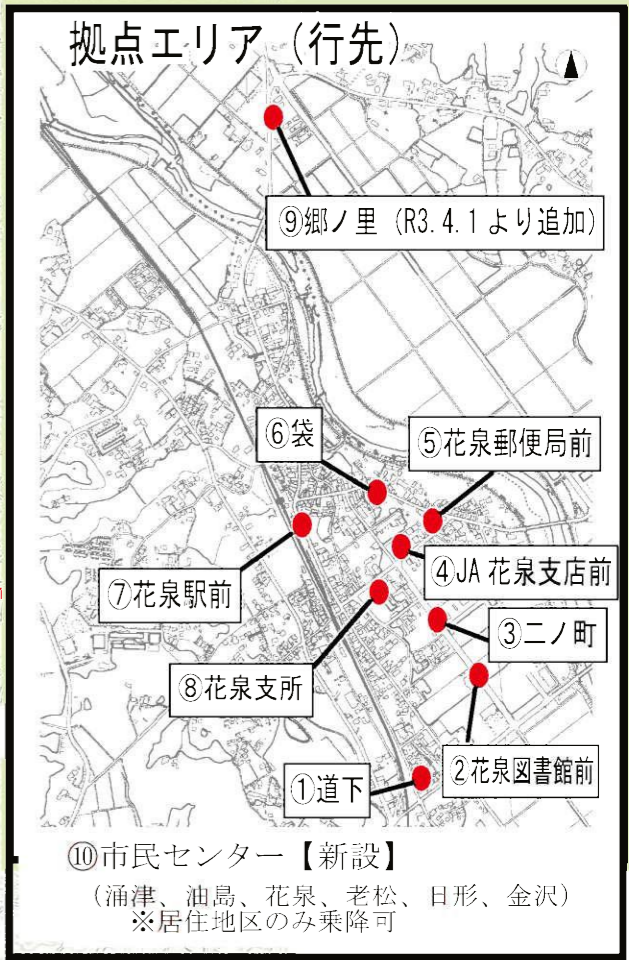 拠点エリア（行先）
⑨郷ノ里（R3.4.1より追加）
⑥袋
⑤花泉郵便局前
④JA花泉支店前
⑦花泉駅前
③二ノ町
⑧花泉支所
②花泉図書館前
①道下
⑩市民センター【新設】
（涌津、油島、花泉、老松、日形、金沢）
※居住地区のみ乗降可